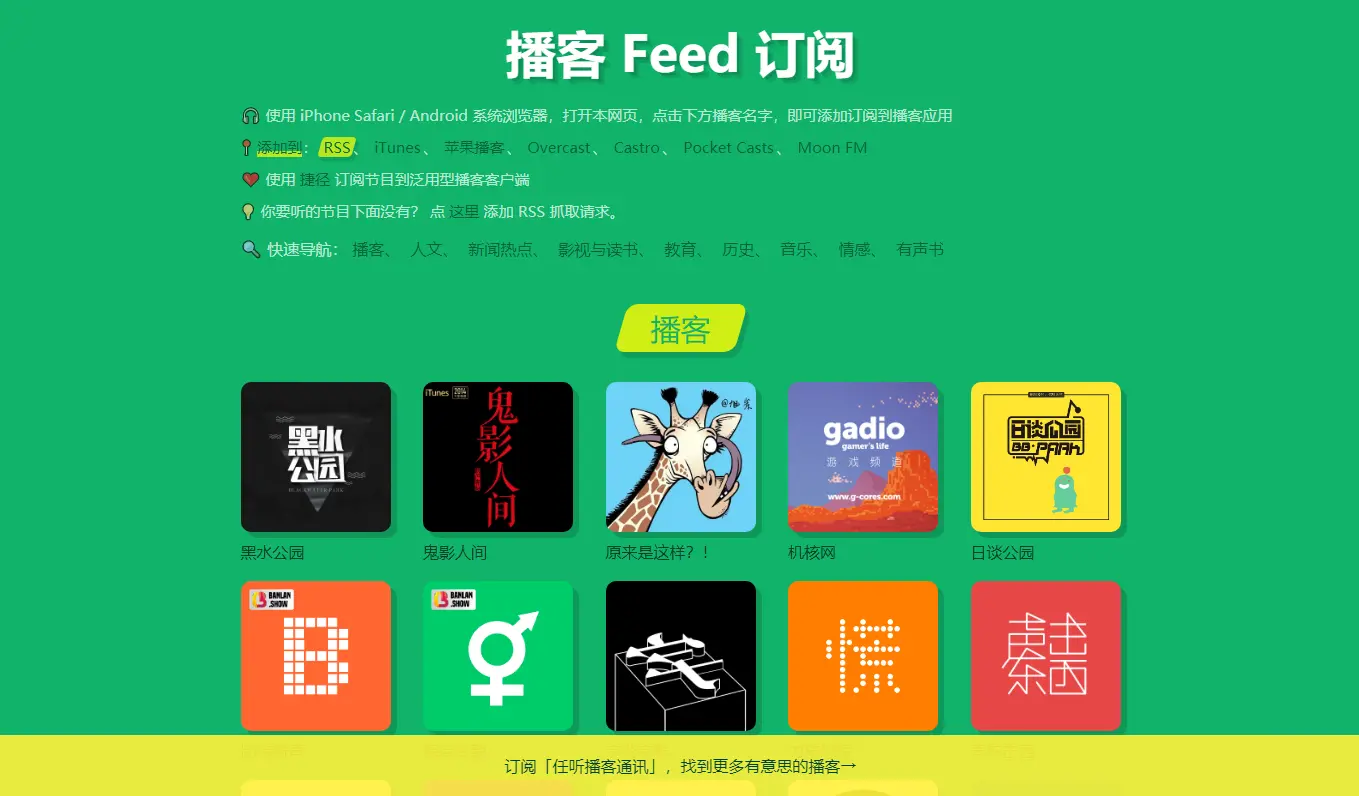 播客 Feed 订阅
使用 iPhone Safari / Android 系统浏览器，打开本网页，点击下方播客名字，即可添加订阅到播客应用
添加到： RSS、 iTunes、 苹果播客、 Overcast、 Castro、 Pocket Casts、 Moon FM
使用 捷径 订阅节目到泛用型播客客户端
你要听的节目下面没有？ 点 这里 添加 RSS 抓取请求。
快速导航： 播客、 人文、 新闻热点、 影视与读书、 教育、 历史、 音乐、 情感、 有声书
播客
黑水
公园
BLACKWATER PARK
iTunes 2014
鬼影人间
@怡然
gadio
gamer's life
游戏频道
www.g-cores.com
日谈公园
黑水公园
鬼影人间
原来是这样？！
机核网
日谈公园
BANLAN
.SHOW
B
BANLAN
.SHOW
慌
订阅「任听播客通讯」，找到更多有意思的播客→